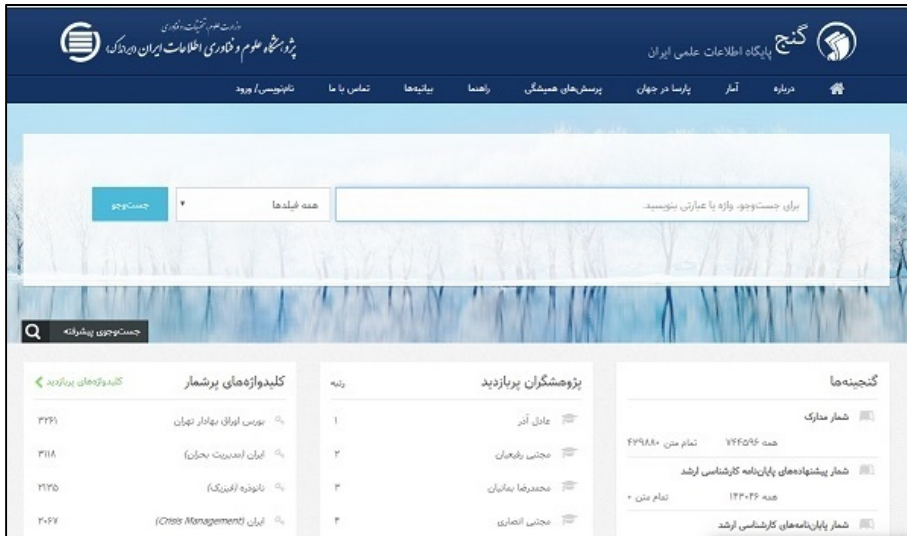 گنج پایگاه اطلاعات علمی ایران
وزارت علوم، تحقیقات و فناوری
پژوهشگاه علوم و فناوری اطلاعات ایران (ایرانداک)
درباره آمار پارسا در جهان پرسش‌های همیشگی راهنما بیانیه‌ها تماس با ما نام‌نویسی/ ورود
برای جست‌وجو، واژه یا عبارتی بنویسید. همه فیلدها جست‌وجو
جست‌وجوی پیشرفته
گنجینه‌ها
شمار مدارک
همه ۷۴۴۵۹۶ تمام متن ۴۲۹۸۸۰
شمار پیشنهادهای پایان‌نامه کارشناسی ارشد
همه ۱۴۳۰۴۶ تمام متن ۰
شمار پایان‌نامه‌های کارشناسی ارشد
پژوهشگران پربازدید رتبه
عادل آذر ۱
مجتبی رفیعیان ۲
محمدرضا بمانیان ۳
مجتبی انصاری ۴
کلیدواژه‌های پرشمار کلیدواژه‌های پربازدید
بورس اوراق بهادار تهران ۳۲۶۱
ایران (مدیریت بحران) ۳۱۱۸
نانوذره (فیزیک) ۲۱۳۵
ایران (Crisis Management) ۲۰۶۷